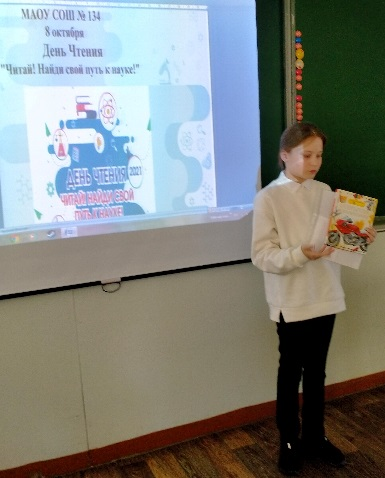 МАОУ СОШ № 134
8 октября
День Чтения
"Читай! Найди свой путь к науке!"
ДЕНЬ ЧТЕНИЯ 2021
ЧИТАЙ! НАЙДИ СВОЙ
ПУТЬ К НАУКЕ!